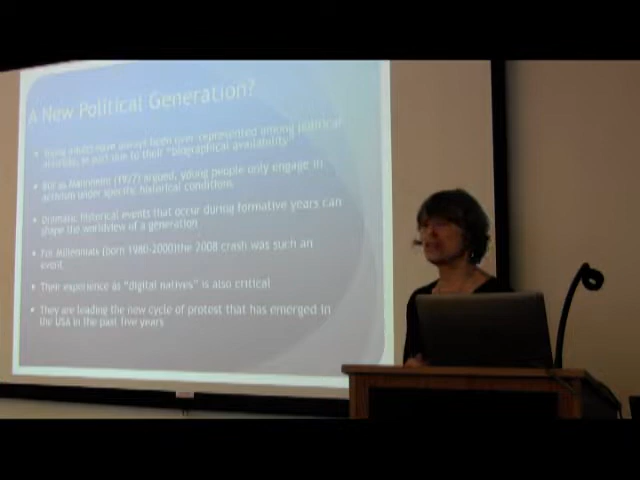 A New Political Generation?
Young adults have always been over-represented among political
activists, in part due to their "biographical availability"
But as Mannheim (1927) argued, young people only engage in
activism under specific historical conditions
Dramatic historical events that occur during formative years can
shape the worldview of a generation
For Millennials (born 1980-2000)the 2008 crash was such an
event
Their experience as "digital natives" is also critical
They are leading the new cycle of protest that has emerged in
the USA in the past five years